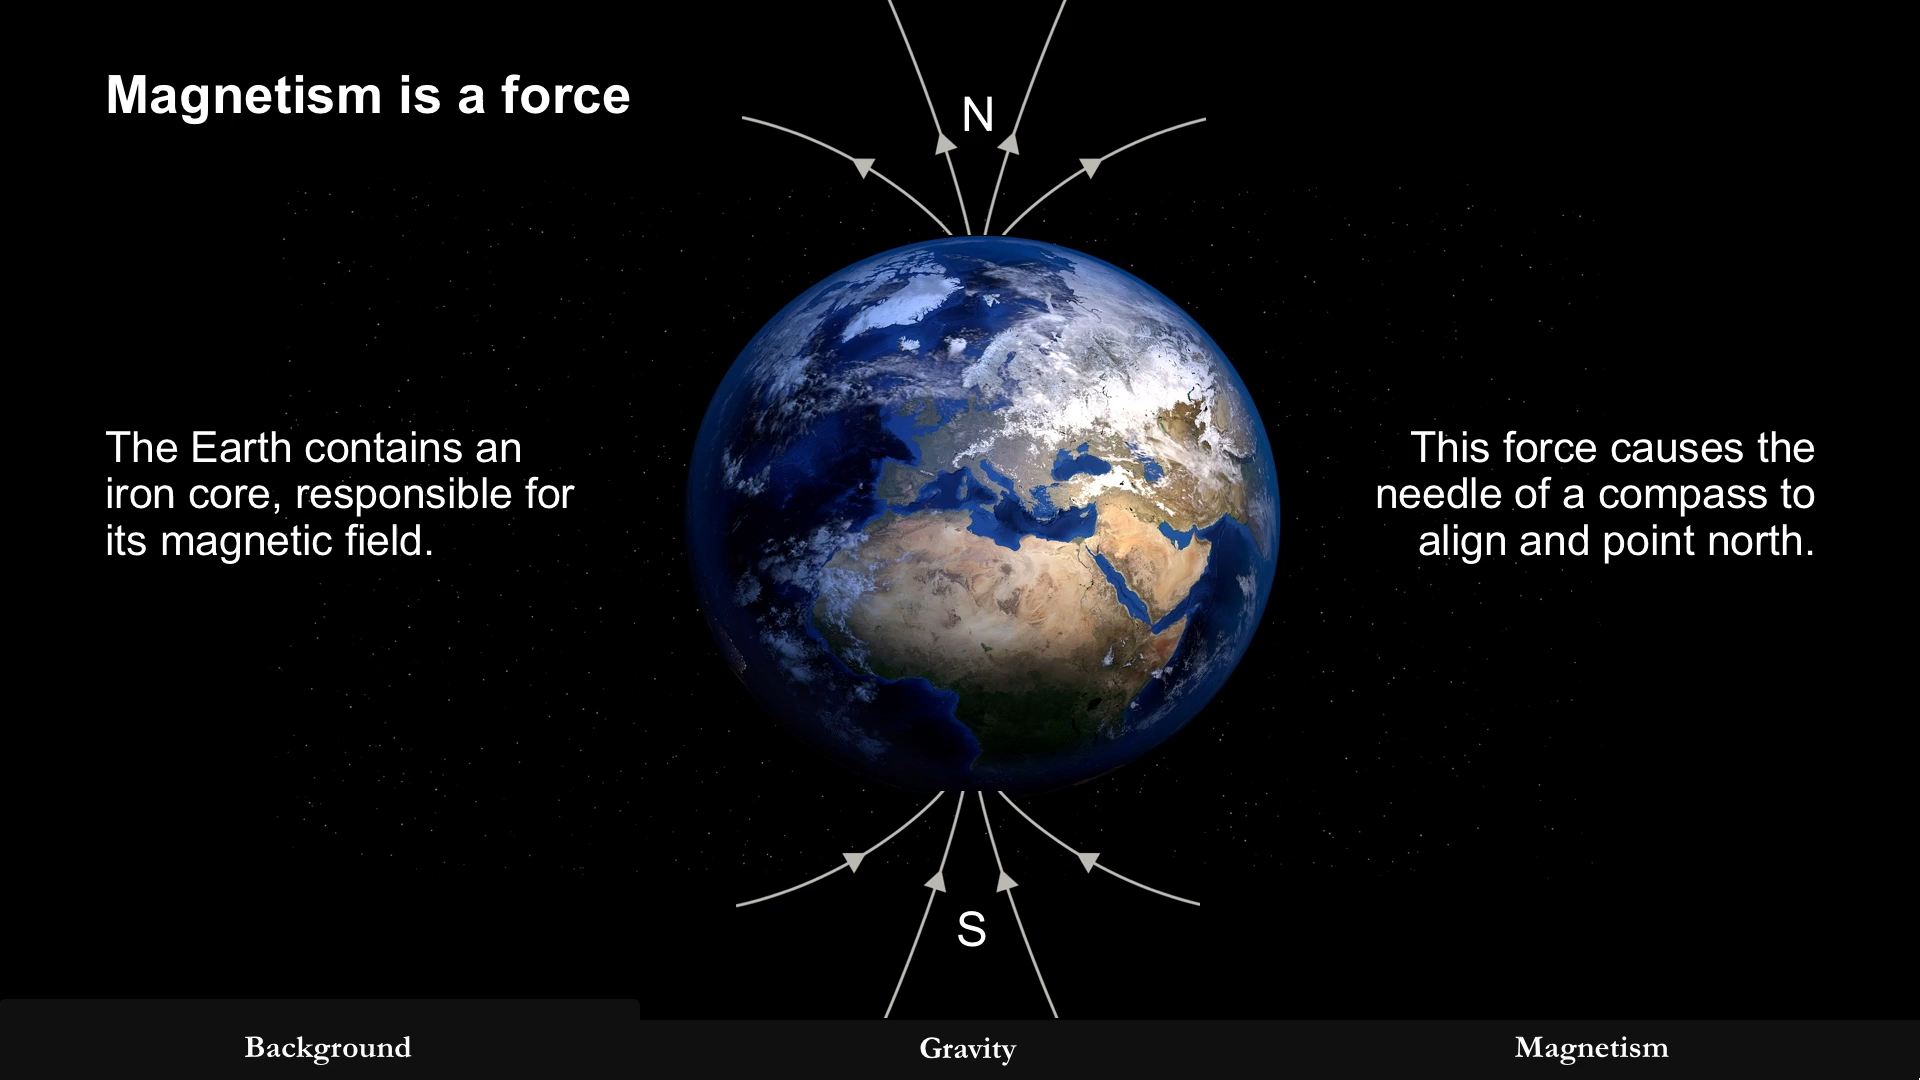 Magnetism is a force
N
The Earth contains an
iron core, responsible for
its magnetic field.
This force causes the
needle of a compass to
align and point north.
S
Background
Gravity
Magnetism